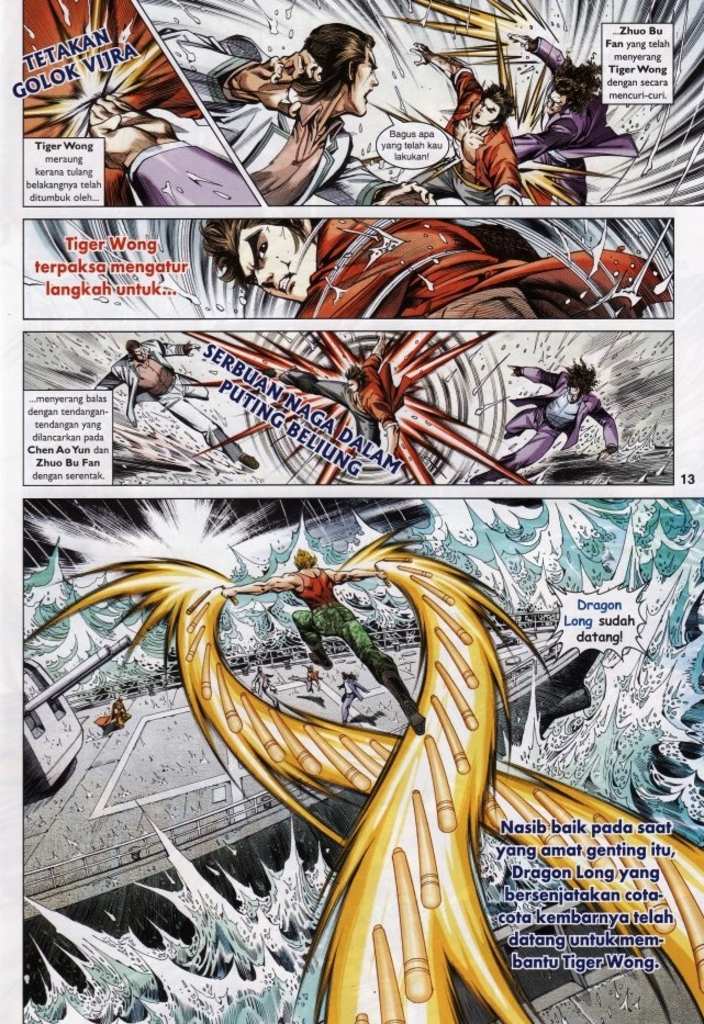 TETAKAN
GOLOK VIJRA
Tiger Wong
meraung
kerana tulang
belakangnya telah
ditumbuk oleh...
Bagus apa
yang telah kau
lakukan!
...Zhuo Bu
Fan yang telah
menyerang
Tiger Wong
dengan secara
mencuri-curi.
Tiger Wong
terpaksa mengatur
langkah untuk...
...menyerang balas
dengan tendangan-
tendangan yang
dilancarkan pada
Chen Ao Yun dan
Zhuo Bu Fan
dengan serentak.
SERBUAN NAGA DALAM
PUTING BELIUNG
13
Dragon
Long sudah
datang!
Nasib baik pada saat
yang amat genting itu,
Dragon Long yang
bersenjatakan cota-
cota kembarnya telah
datang untuk mem-
bantu Tiger Wong.